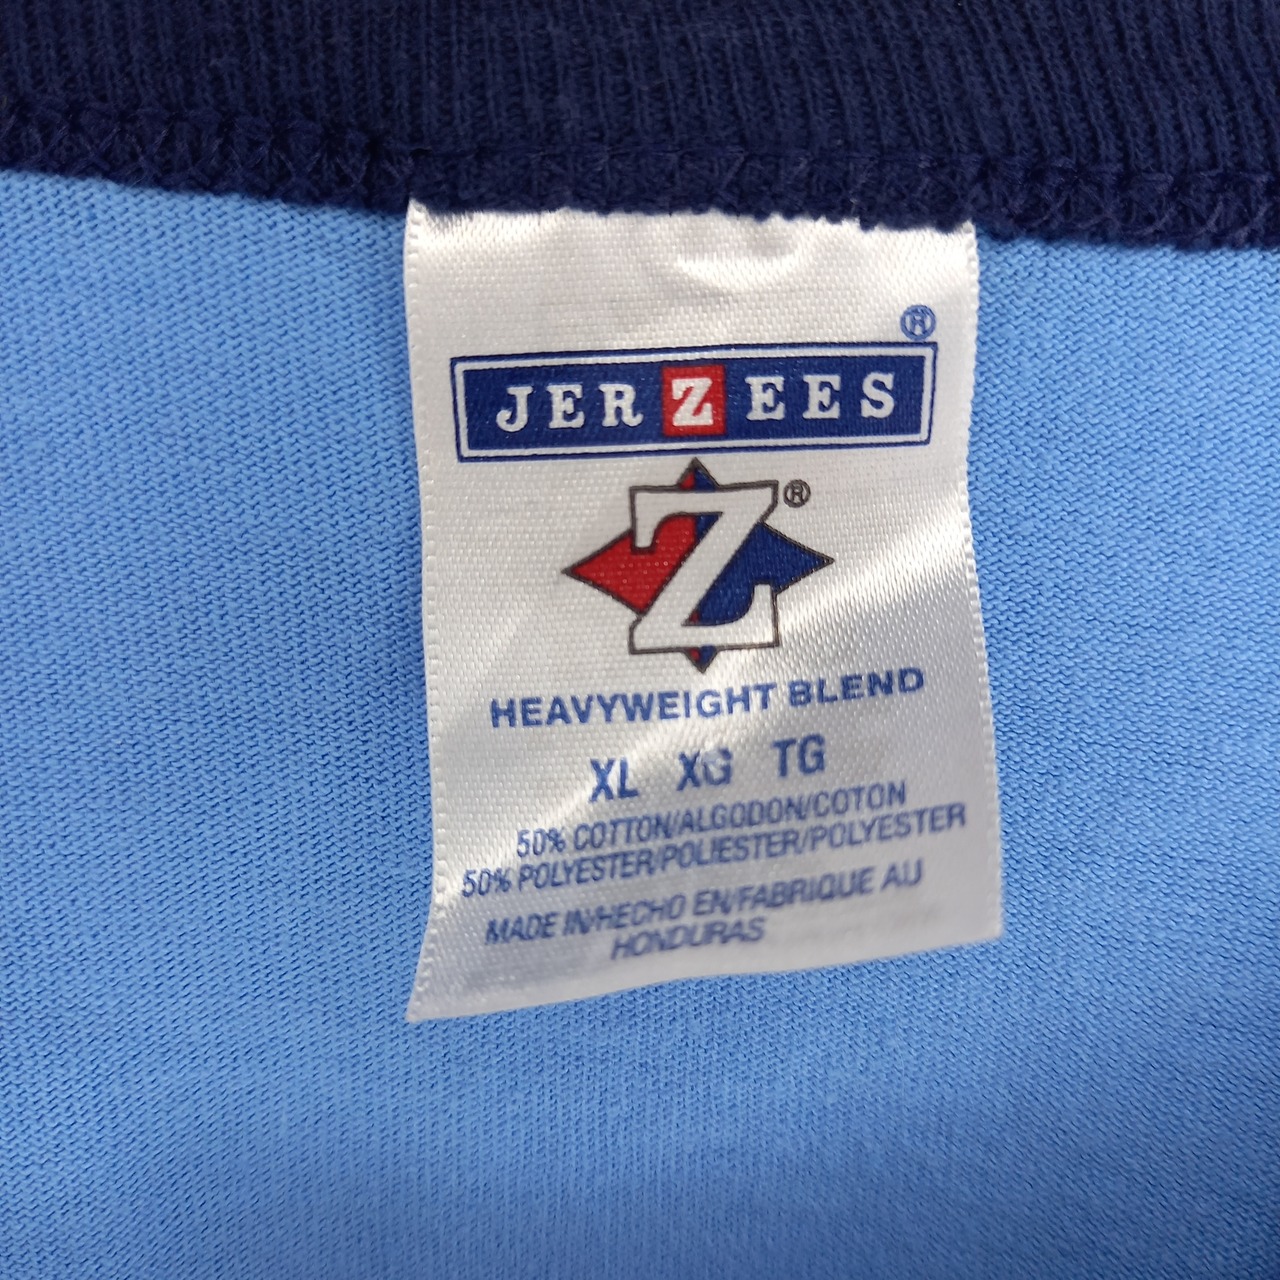 ®
JERZEES
Z®
HEAVYWEIGHT BLEND
XL XG TG
50% COTTON/ALGODON/COTON
50% POLYESTER/POLIESTER/POLYESTER
MADE IN/HECHO EN/FABRIQUE AU
HONDURAS